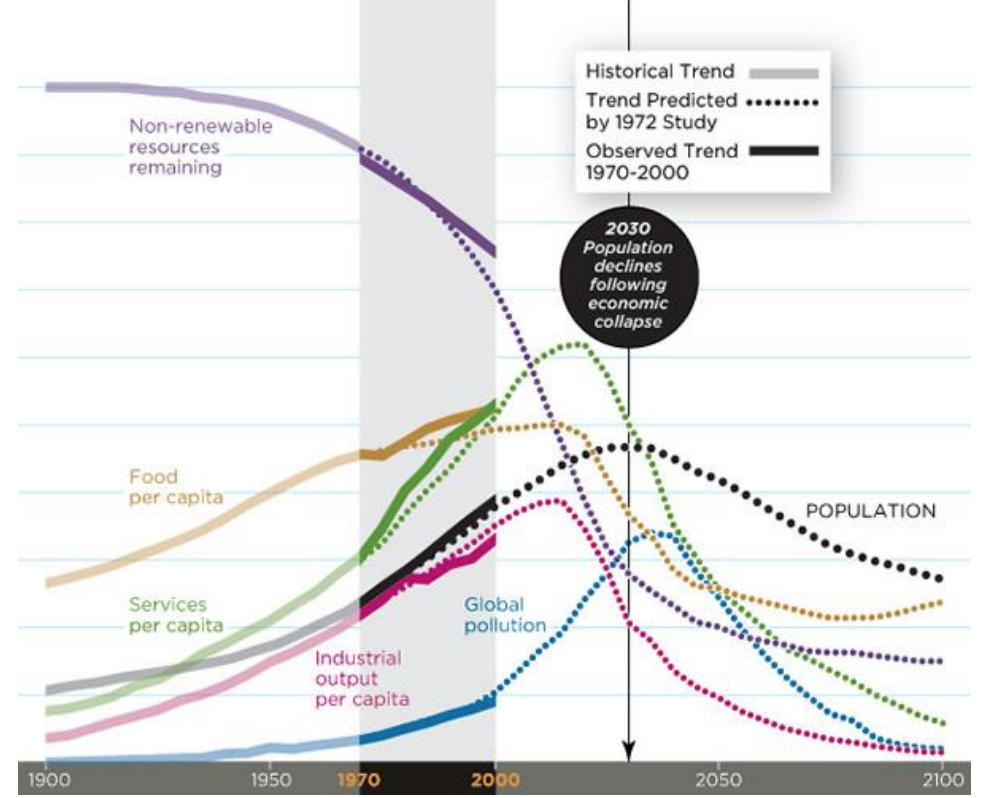 Historical Trend
Trend Predicted
by 1972 Study
Observed Trend
1970-2000
Non-renewable
resources
remaining
2030
Population
declines
following
economic
collapse
Food
per capita
POPULATION
Services
per capita
Global
pollution
Industrial
output
per capita
1900 1950 1970 2000 2050 2100